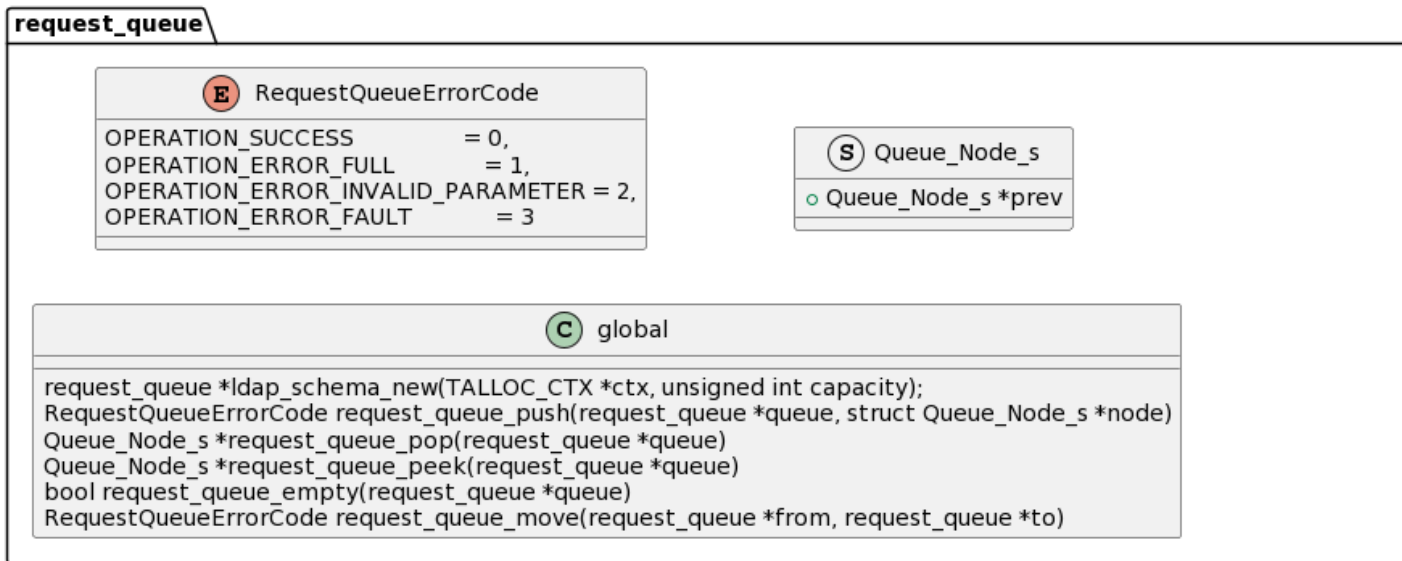 request_queue
E RequestQueueErrorCode
OPERATION_SUCCESS = 0,
OPERATION_ERROR_FULL = 1,
OPERATION_ERROR_INVALID_PARAMETER = 2,
OPERATION_ERROR_FAULT = 3
S Queue_Node_s
Queue_Node_s *prev
C global
request_queue *ldap_schema_new(TALLOC_CTX *ctx, unsigned int capacity);
RequestQueueErrorCode request_queue_push(request_queue *queue, struct Queue_Node_s *node)
Queue_Node_s *request_queue_pop(request_queue *queue)
Queue_Node_s *request_queue_peek(request_queue *queue)
bool request_queue_empty(request_queue *queue)
RequestQueueErrorCode request_queue_move(request_queue *from, request_queue *to)